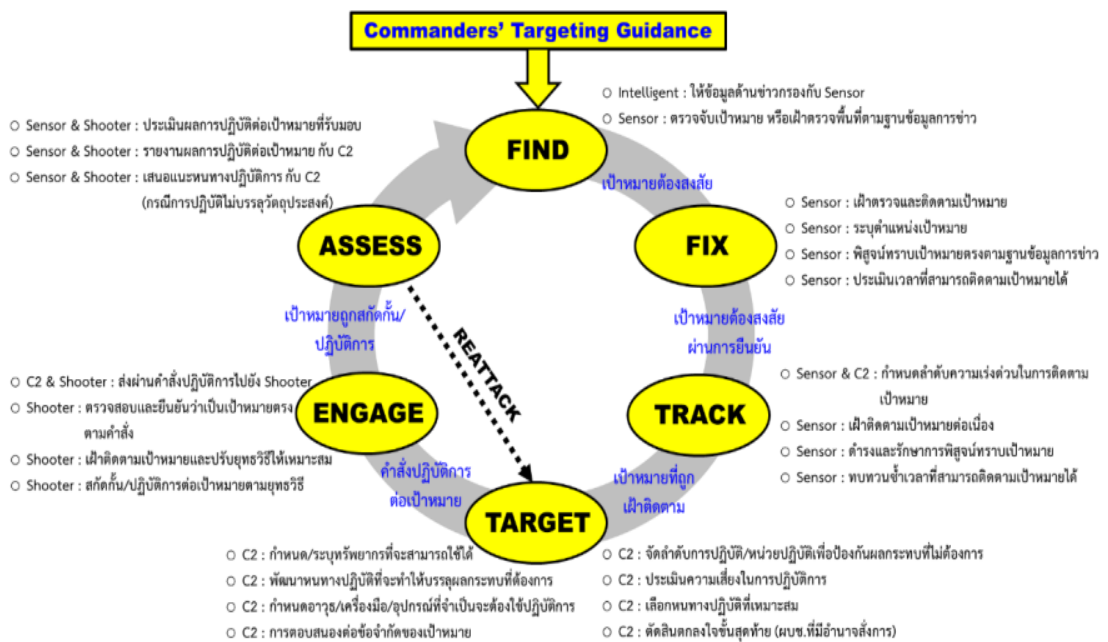 Commanders' Targeting Guidance
FIND
○ Intelligent : ให้ข้อมูลด้านข่าวกรองกับ Sensor
○ Sensor : ตรวจจับเป้าหมาย หรือเฝ้าตรวจพื้นที่ตามฐานข้อมูลการข่าว
เป้าหมายต้องสงสัย
FIX
○ Sensor : เฝ้าตรวจและติดตามเป้าหมาย
○ Sensor : ระบุตำแหน่งเป้าหมาย
○ Sensor : พิสูจน์ทราบเป้าหมายตรงตามฐานข้อมูลการข่าว
○ Sensor : ประเมินเวลาที่สามารถติดตามเป้าหมายได้
เป้าหมายต้องสงสัย
ผ่านการยืนยัน
TRACK
○ Sensor & C2 : กำหนดลำดับความเร่งด่วนในการติดตาม
เป้าหมาย
○ Sensor : เฝ้าติดตามเป้าหมายต่อเนื่อง
○ Sensor : ดำรงและรักษาการพิสูจน์ทราบเป้าหมาย
○ Sensor : ทบทวนซ้ำเวลาที่สามารถติดตามเป้าหมายได้
เป้าหมายที่ถูก
เฝ้าติดตาม
TARGET
○ C2 : กำหนด/ระบุทรัพยากรที่จะสามารถใช้ได้
○ C2 : พัฒนาหนทางปฏิบัติที่จะทำให้บรรลุผลกระทบที่ต้องการ
○ C2 : กำหนดอาวุธ/เครื่องมือ/อุปกรณ์ที่จำเป็นจะต้องใช้ปฏิบัติการ
○ C2 : การตอบสนองต่อข้อจำกัดของเป้าหมาย
○ C2 : จัดลำดับการปฏิบัติ/หน่วยปฏิบัติเพื่อป้องกันผลกระทบที่ไม่ต้องการ
○ C2 : ประเมินความเสี่ยงในการปฏิบัติการ
○ C2 : เลือกหนทางปฏิบัติที่เหมาะสม
○ C2 : ตัดสินตกลงใจขั้นสุดท้าย (ผบช.ที่มีอำนาจสั่งการ)
คำสั่งปฏิบัติการ
ต่อเป้าหมาย
ENGAGE
○ C2 & Shooter : ส่งผ่านคำสั่งปฏิบัติการไปยัง Shooter
○ Shooter : ตรวจสอบและยืนยันว่าเป็นเป้าหมายตรง
ตามคำสั่ง
○ Shooter : เฝ้าติดตามเป้าหมายและปรับยุทธวิธีให้เหมาะสม
○ Shooter : สกัดกั้น/ปฏิบัติการต่อเป้าหมายตามยุทธวิธี
เป้าหมายถูกสกัดกั้น/
ปฏิบัติการ
ASSESS
○ Sensor & Shooter : ประเมินผลการปฏิบัติต่อเป้าหมายที่รับมอบ
○ Sensor & Shooter : รายงานผลการปฏิบัติต่อเป้าหมาย กับ C2
○ Sensor & Shooter : เสนอแนะหนทางปฏิบัติการ กับ C2
(กรณีการปฏิบัติไม่บรรลุวัตถุประสงค์)
REATTACK